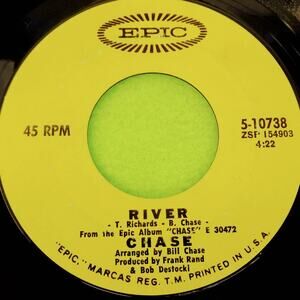 EPIC
45 RPM
5-10738
ZSP 154903
4:22
RIVER
- T. Richards - B. Chase -
From the Epic Album "CHASE" E 30472
CHASE
Arranged by Bill Chase
Produced by Frank Rand
& Bob Destocki
"EPIC," MARCAS REG. T.M. PRINTED IN U.S.A.